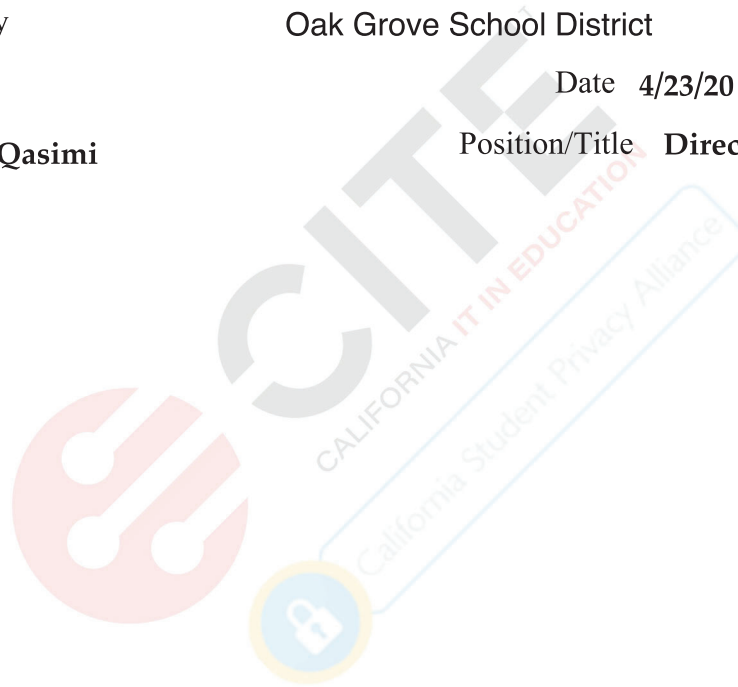 y Oak Grove School District
Date 4/23/20
Qasimi Position/Title Direc
CITE
CALIFORNIA IT IN EDUCATION
California Student Privacy Alliance